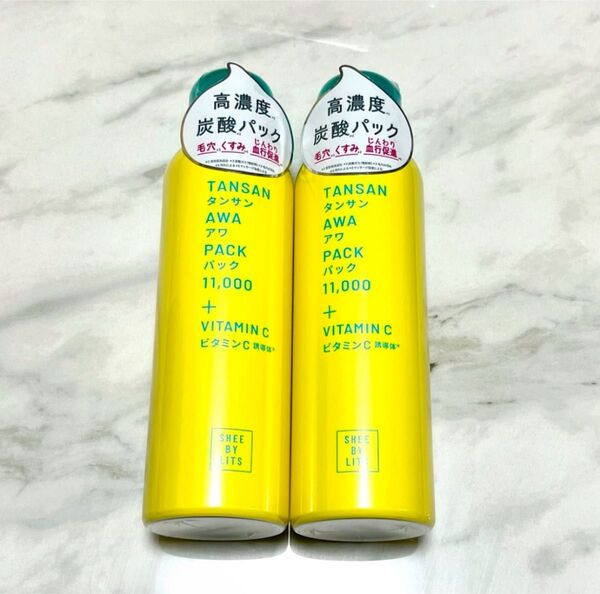 高濃度
炭酸パック
毛穴 くすみ じんわり血行促進
TANSAN
タンサン
AWA
アワ
PACK
パック
11,000
+
VITAMIN C
ビタミンC 誘導体*
SHEE
BY
LITS
高濃度
炭酸パック
毛穴 くすみ じんわり血行促進
TANSAN
タンサン
AWA
アワ
PACK
パック
11,000
+
VITAMIN C
ビタミンC 誘導体*
SHEE
BY
LITS